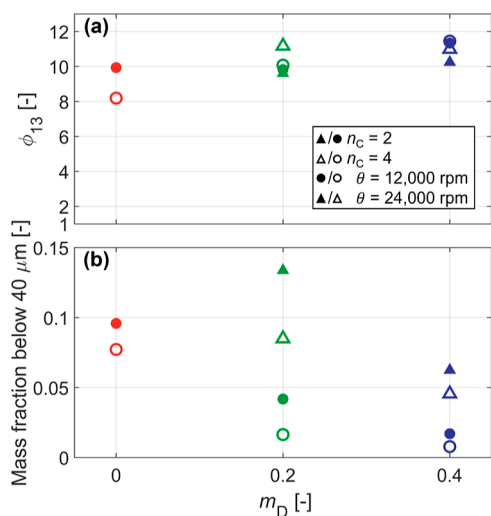 (a)
ϕ13 [-]
12
10
8
6
4
2
1
▲/● nC = 2
△/○ nC = 4
●/○ θ = 12,000 rpm
▲/△ θ = 24,000 rpm
(b)
Mass fraction below 40 μm [-]
0.15
0.1
0.05
0
0 0.2 0.4
mD [-]